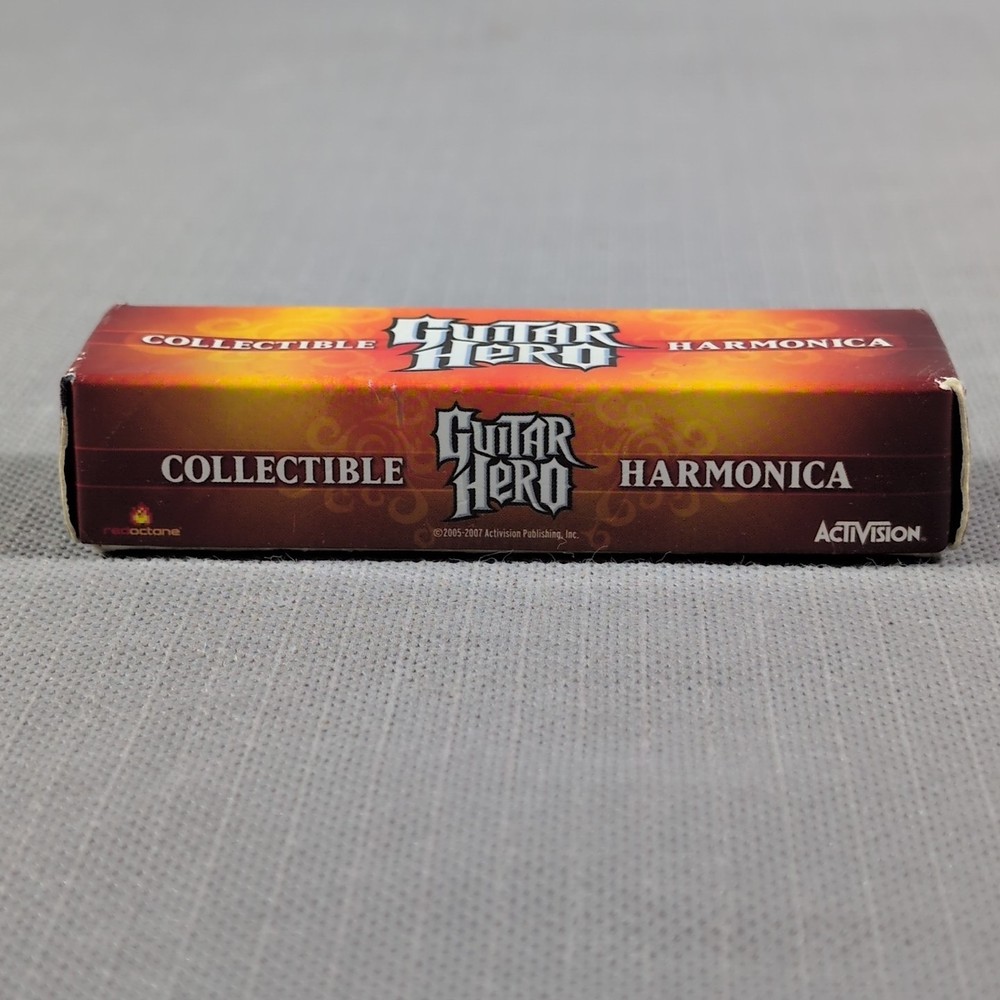 COLLECTIBLE GUITAR HERO HARMONICA
COLLECTIBLE GUITAR HERO HARMONICA
redoctane ©2005-2007 Activision Publishing, Inc. ACTIVISION